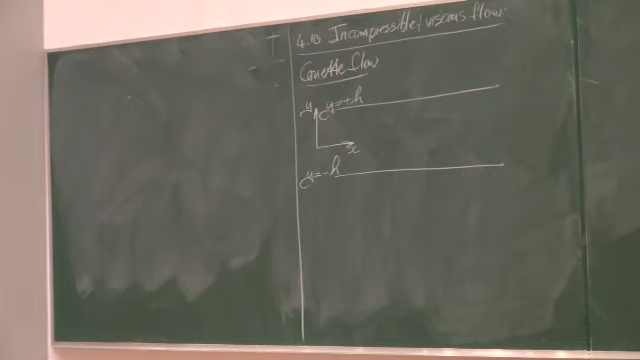 4.10 Incompressible, viscous flow
Couette flow
y y=+h
x
y=-h